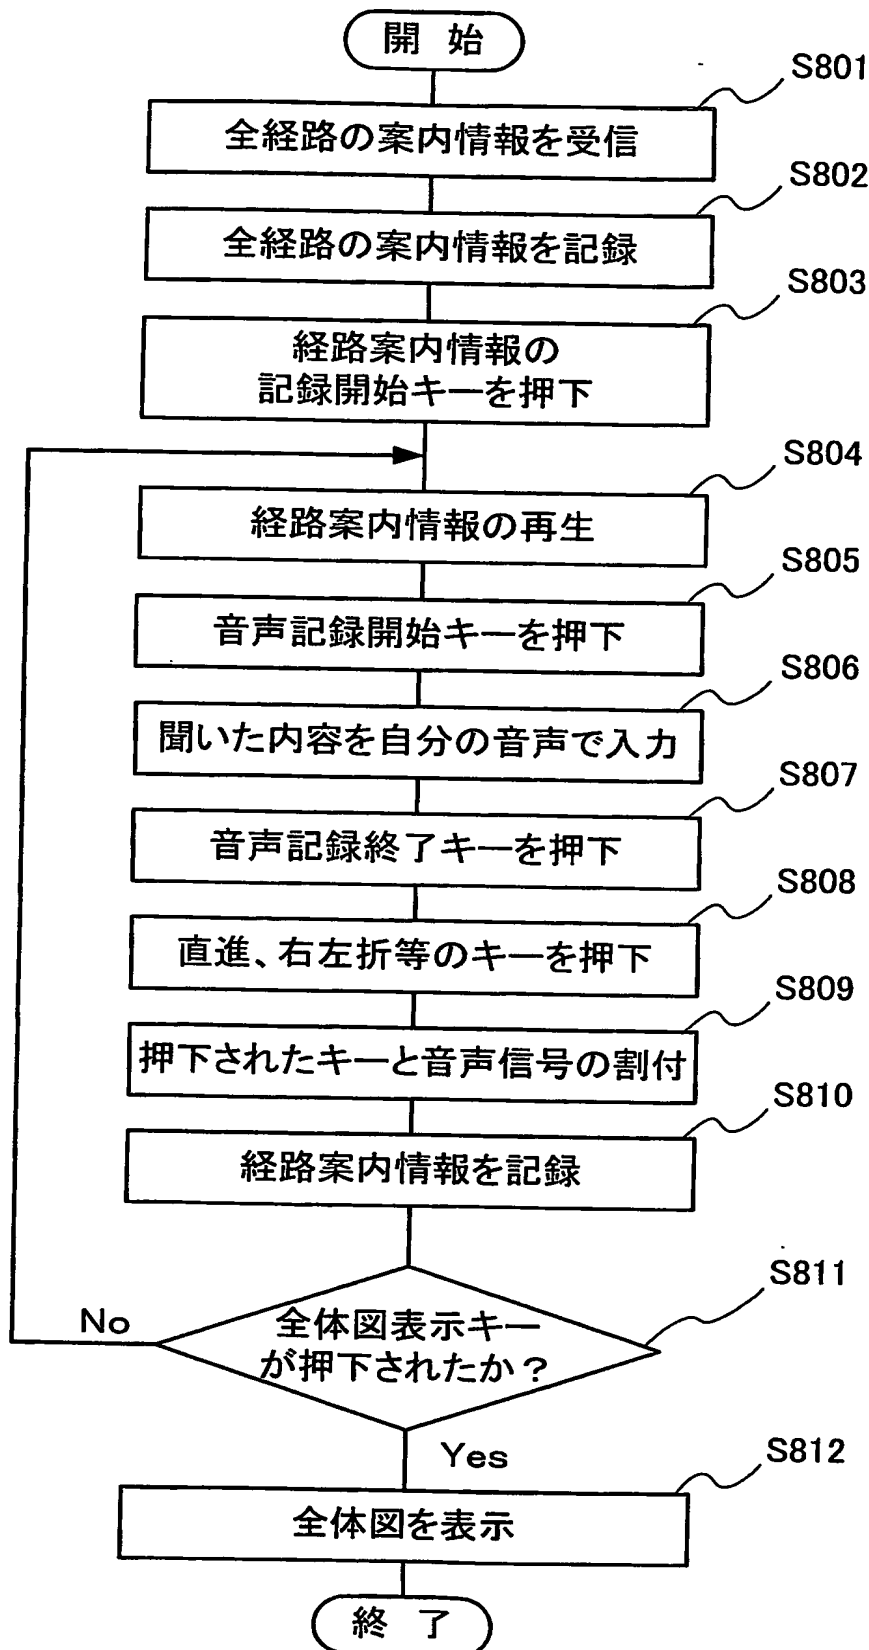 開 始
S801
全経路の案内情報を受信
S802
全経路の案内情報を記録
S803
経路案内情報の
記録開始キーを押下
S804
経路案内情報の再生
S805
音声記録開始キーを押下
S806
聞いた内容を自分の音声で入力
S807
音声記録終了キーを押下
S808
直進、右左折等のキーを押下
S809
押下されたキーと音声信号の割付
S810
経路案内情報を記録
S811
全体図表示キー
が押下されたか?
No
Yes
S812
全体図を表示
終 了